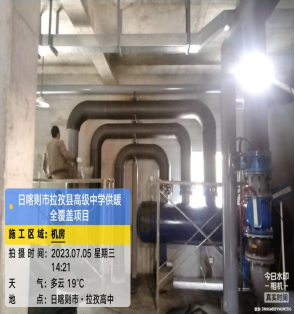 日喀则市拉孜县高级中学供暖
全覆盖项目
施工区域：机房
拍摄时间：2023.07.05 星期三
14:21
天气：多云 19℃
地点：日喀则市·拉孜高中
今日水印
-相机-
真实时间